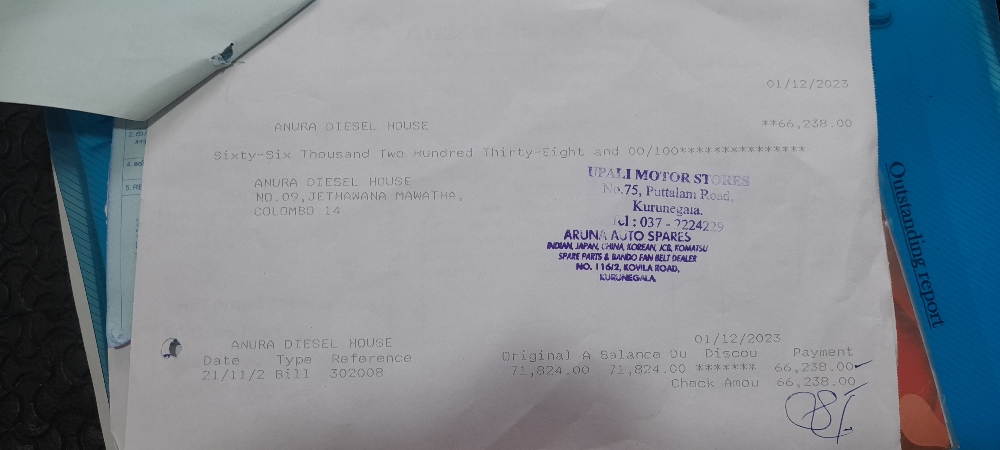 01/12/2023
ANURA DIESEL HOUSE **66,238.00
Sixty-Six Thousand Two Hundred Thirty-Eight and 00/100***************
ANURA DIESEL HOUSE
NO.09,JETHAWANA MAWATHA,
COLOMBO 14
UPALI MOTOR STORES
No.75, Puttalam Road,
Kurunegala.
Tel : 037 - 2224229
ARUNA AUTO SPARES
INDIAN, JAPAN, CHINA, KOREAN, JCB, KOMATSU
SPARE PARTS & BANDO FAN BELT DEALER
NO. 116/2, KOVILA ROAD,
KURUNEGALA.
ANURA DIESEL HOUSE 01/12/2023
Date Type Reference Original A Balance Du Discou Payment
21/11/2 Bill 302008 71,824.00 71,824.00 ******* 66,238.00
Check Amou 66,238.00
Outstanding report